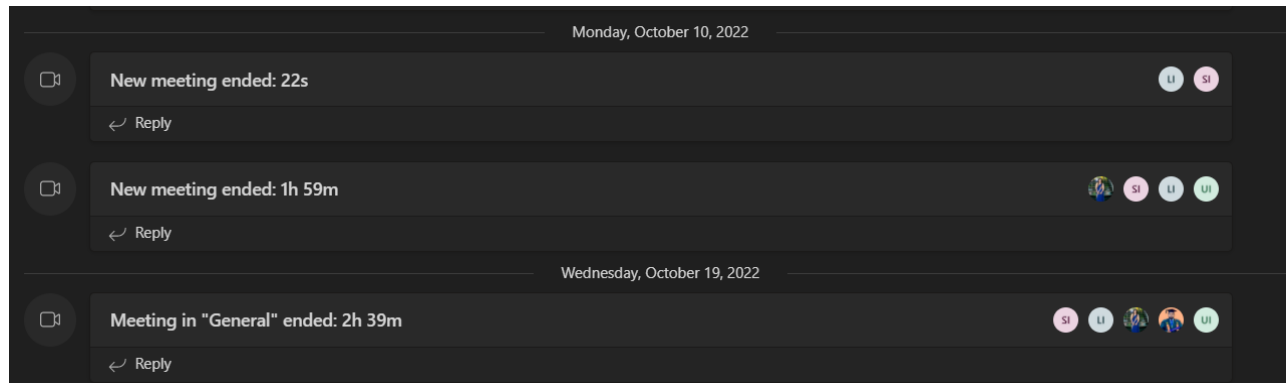 Monday, October 10, 2022
New meeting ended: 22s LI SI
Reply
New meeting ended: 1h 59m SI LI UI
Reply
Wednesday, October 19, 2022
Meeting in "General" ended: 2h 39m SI LI UI
Reply